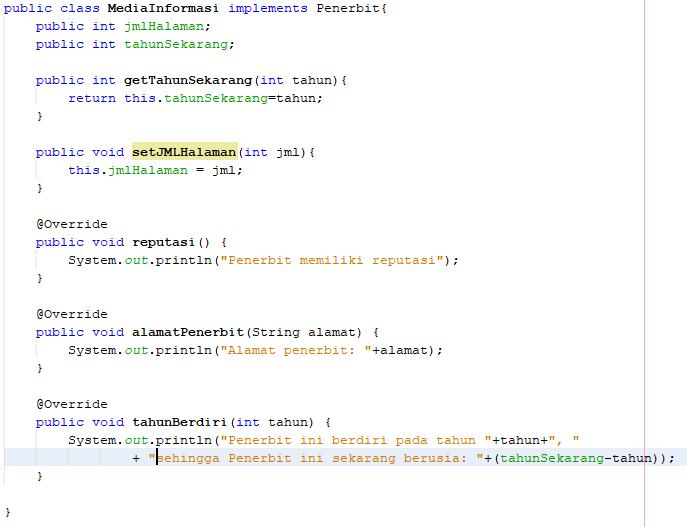 public class MediaInformasi implements Penerbit{
public int jmlHalaman;
public int tahunSekarang;
public int getTahunSekarang(int tahun){
return this.tahunSekarang=tahun;
}
public void setJMLHalaman(int jml){
this.jmlHalaman = jml;
}
@Override
public void reputasi() {
System.out.println("Penerbit memiliki reputasi");
}
@Override
public void alamatPenerbit(String alamat) {
System.out.println("Alamat penerbit: "+alamat);
}
@Override
public void tahunBerdiri(int tahun) {
System.out.println("Penerbit ini berdiri pada tahun "+tahun+", "
+ "sehingga Penerbit ini sekarang berusia: "+(tahunSekarang-tahun));
}
}